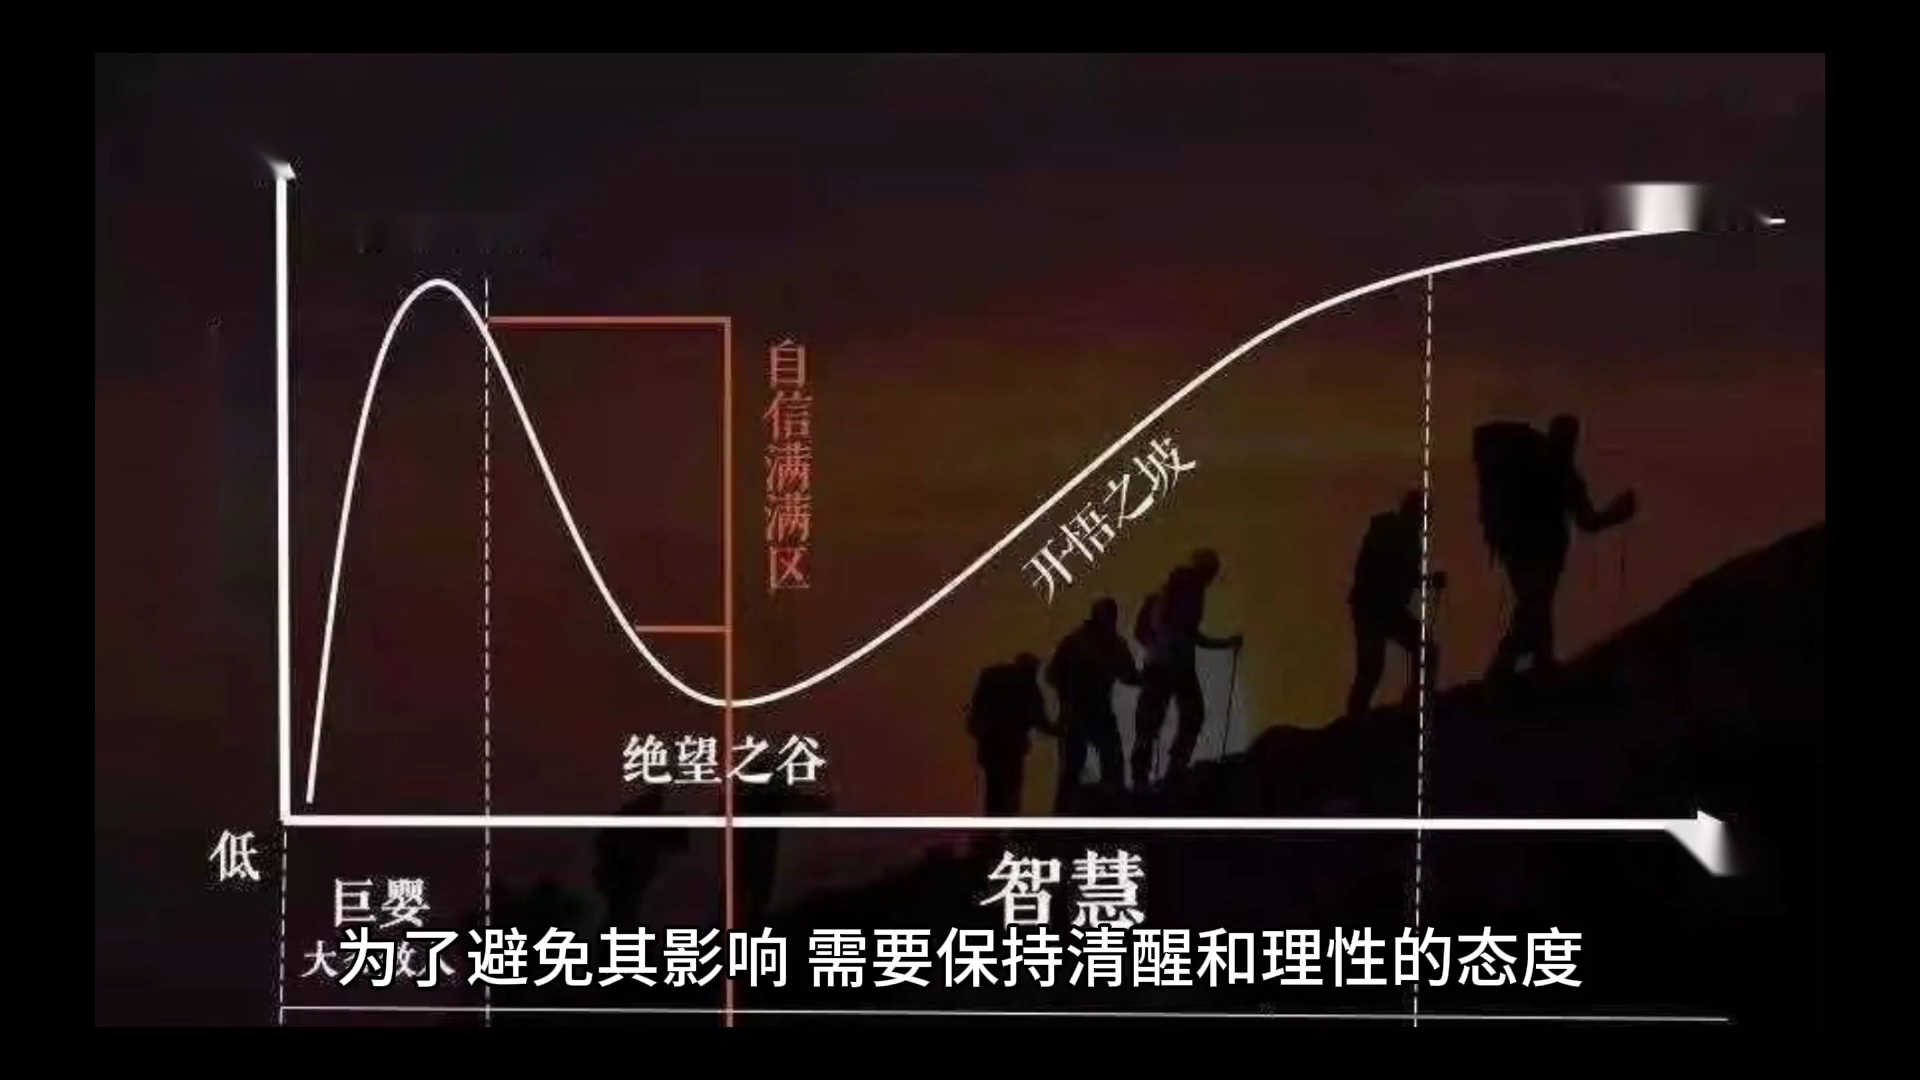 自信满满区
开悟之坡
绝望之谷
低
智慧
巨婴
大
为了避免其影响 需要保持清醒和理性的态度